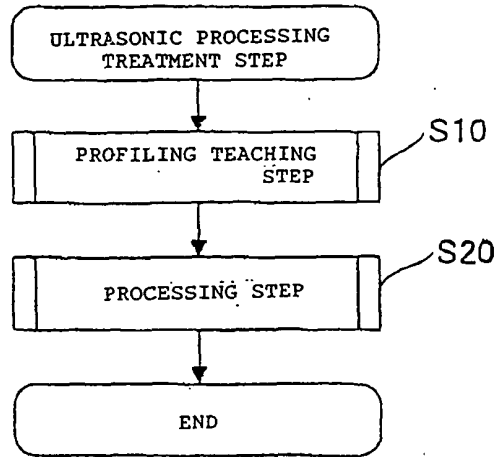 ULTRASONIC PROCESSING
TREATMENT STEP
PROFILING TEACHING
STEP
S10
PROCESSING STEP
S20
END